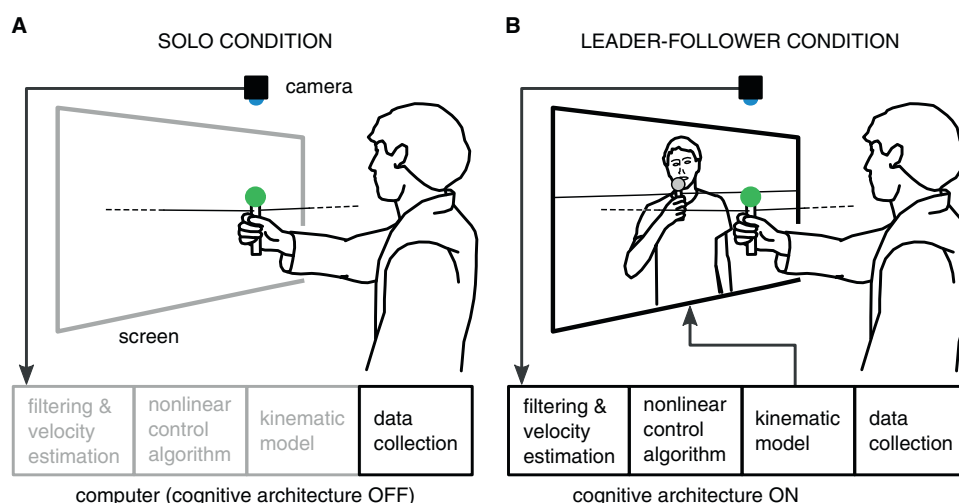 A
SOLO CONDITION
camera
screen
filtering &
velocity
estimation
nonlinear
control
algorithm
kinematic
model
data
collection
computer (cognitive architecture OFF)
B
LEADER-FOLLOWER CONDITION
filtering &
velocity
estimation
nonlinear
control
algorithm
kinematic
model
data
collection
cognitive architecture ON